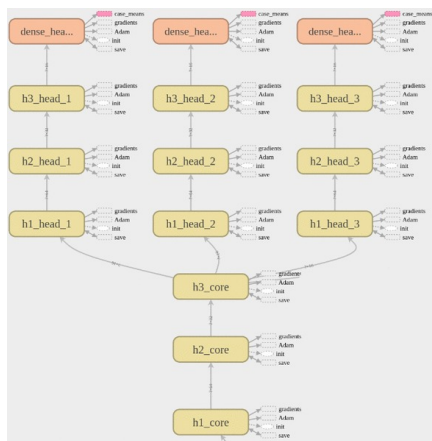 case_means
gradients
Adam
init
save
dense_hea...
case_means
gradients
Adam
init
save
dense_hea...
case_means
gradients
Adam
init
save
dense_hea...
h3_head_1
gradients
Adam
init
save
h3_head_2
gradients
Adam
init
save
h3_head_3
gradients
Adam
init
save
h2_head_1
gradients
Adam
init
save
h2_head_2
gradients
Adam
init
save
h2_head_3
gradients
Adam
init
save
h1_head_1
gradients
Adam
init
save
h1_head_2
gradients
Adam
init
save
h1_head_3
gradients
Adam
init
save
h3_core
gradients
Adam
init
save
h2_core
gradients
Adam
init
save
h1_core
gradients
Adam
init
save